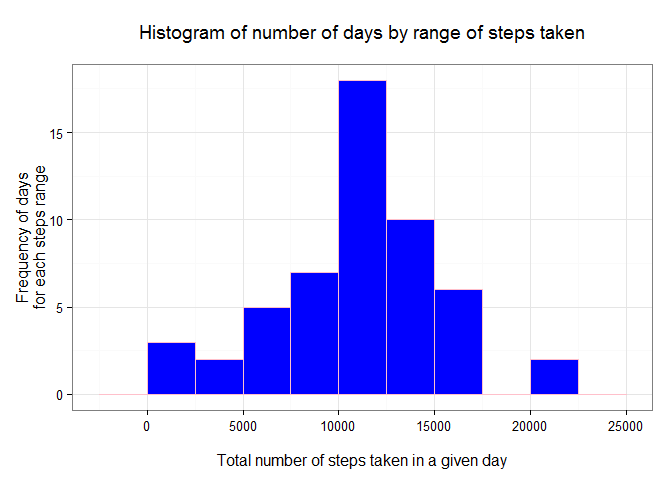 Histogram of number of days by range of steps taken
Frequency of days
for each steps range
15
10
5
0
0 5000 10000 15000 20000 25000
Total number of steps taken in a given day